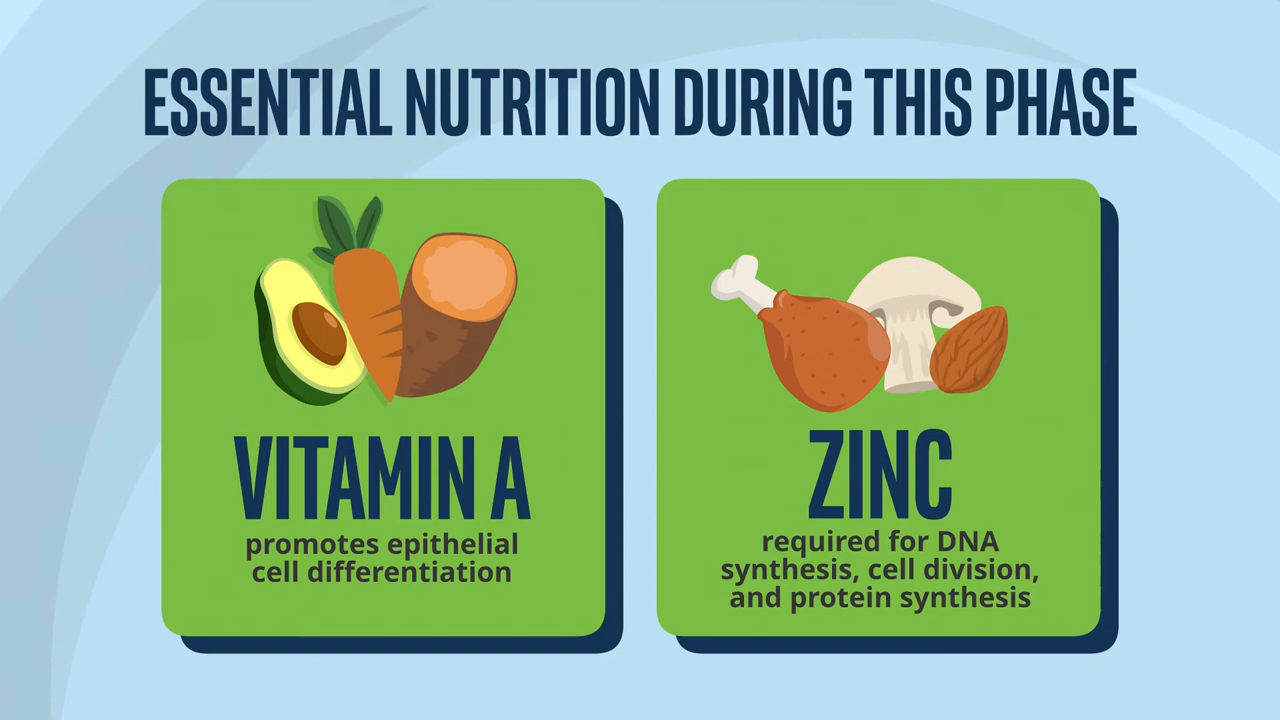 ESSENTIAL NUTRITION DURING THIS PHASE
VITAMIN A
promotes epithelial
cell differentiation
ZINC
required for DNA
synthesis, cell division,
and protein synthesis